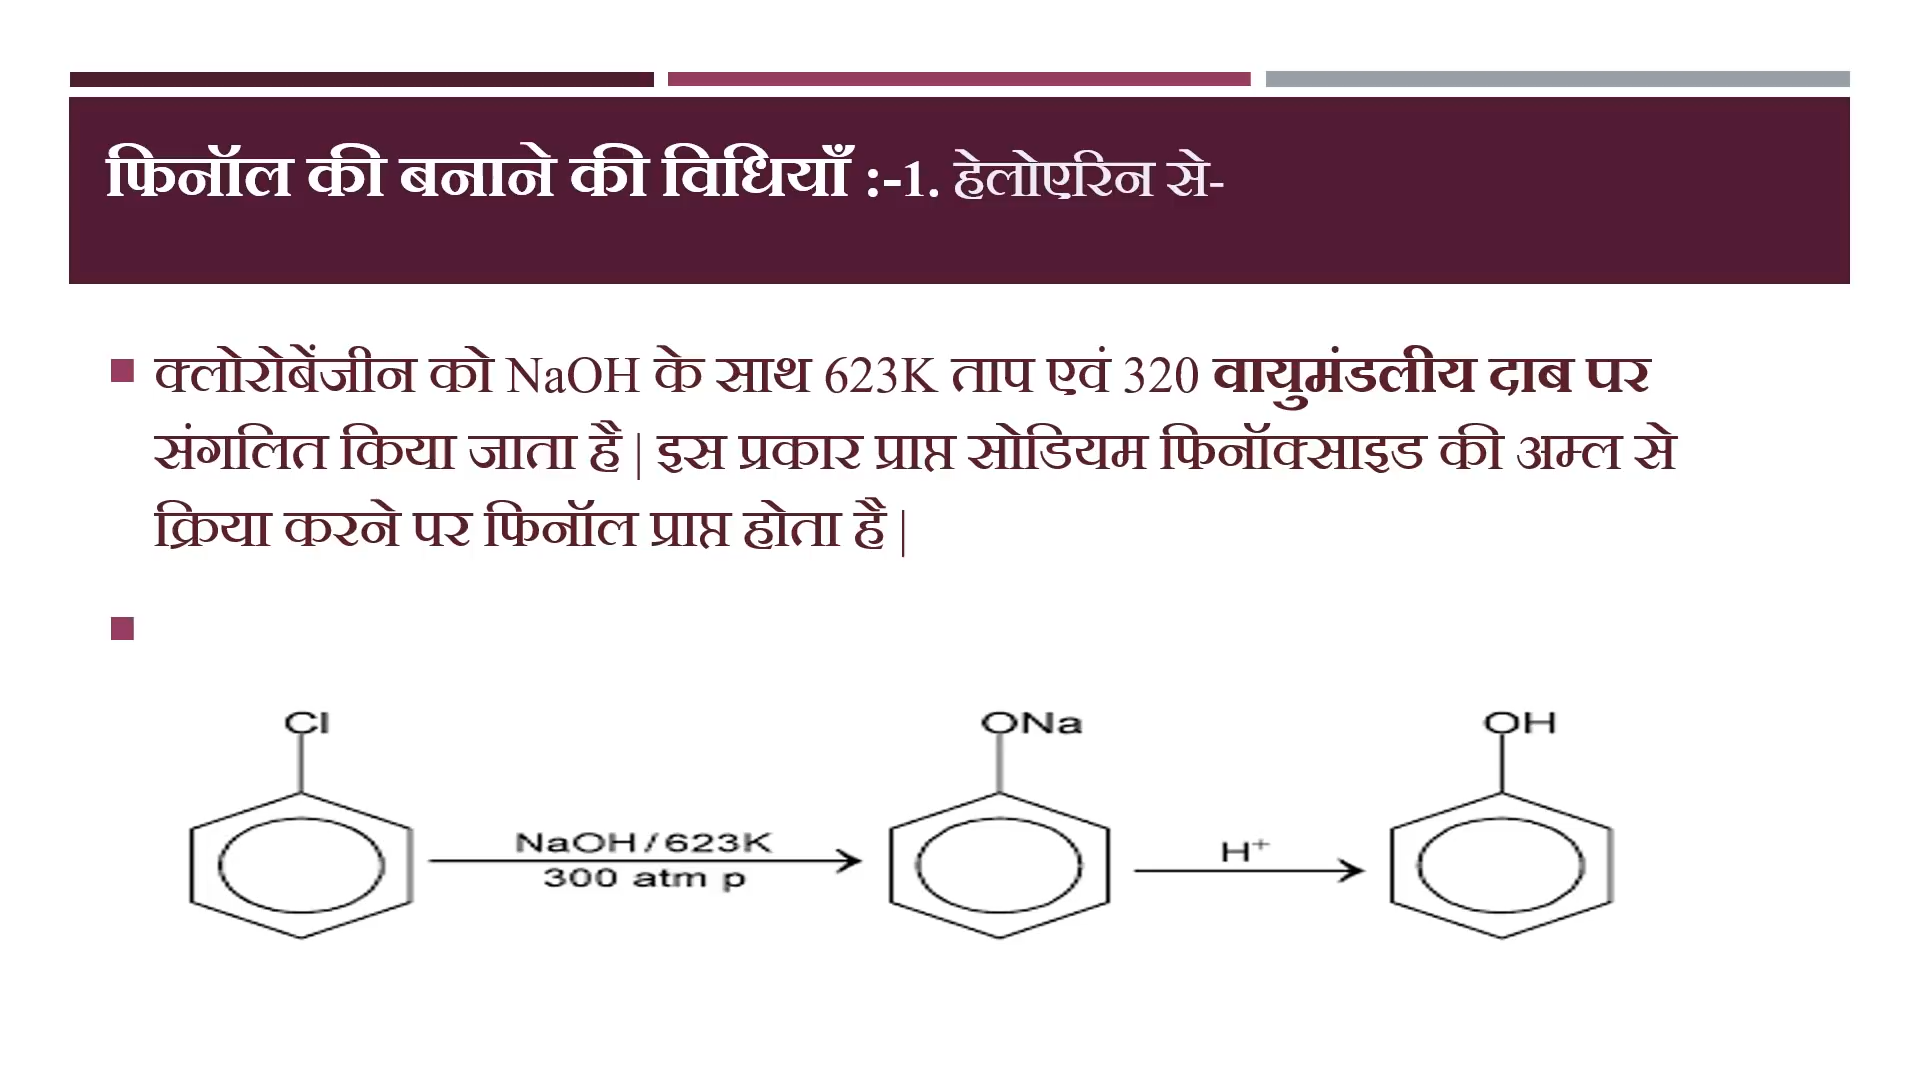 फिनॉल की बनाने की विधियाँ :-1. हेलोएरिन से-
क्लोरोबेंजीन को NaOH के साथ 623K ताप एवं 320 वायुमंडलीय दाब पर
संगलित किया जाता है | इस प्रकार प्राप्त सोडियम फिनॉक्साइड की अम्ल से
क्रिया करने पर फिनॉल प्राप्त होता है |
Cl
ONa
OH
NaOH/623K
300 atm p
H⁺